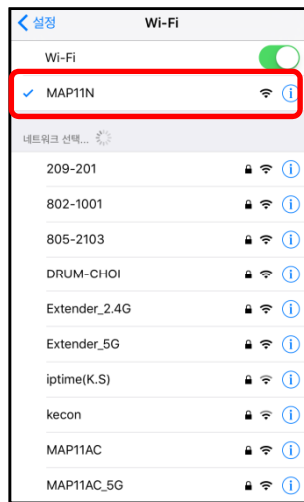 설정
Wi-Fi
Wi-Fi
MAP11N
네트워크 선택...
209-201
802-1001
805-2103
DRUM-CHOI
Extender_2.4G
Extender_5G
iptime(K.S)
kecon
MAP11AC
MAP11AC_5G